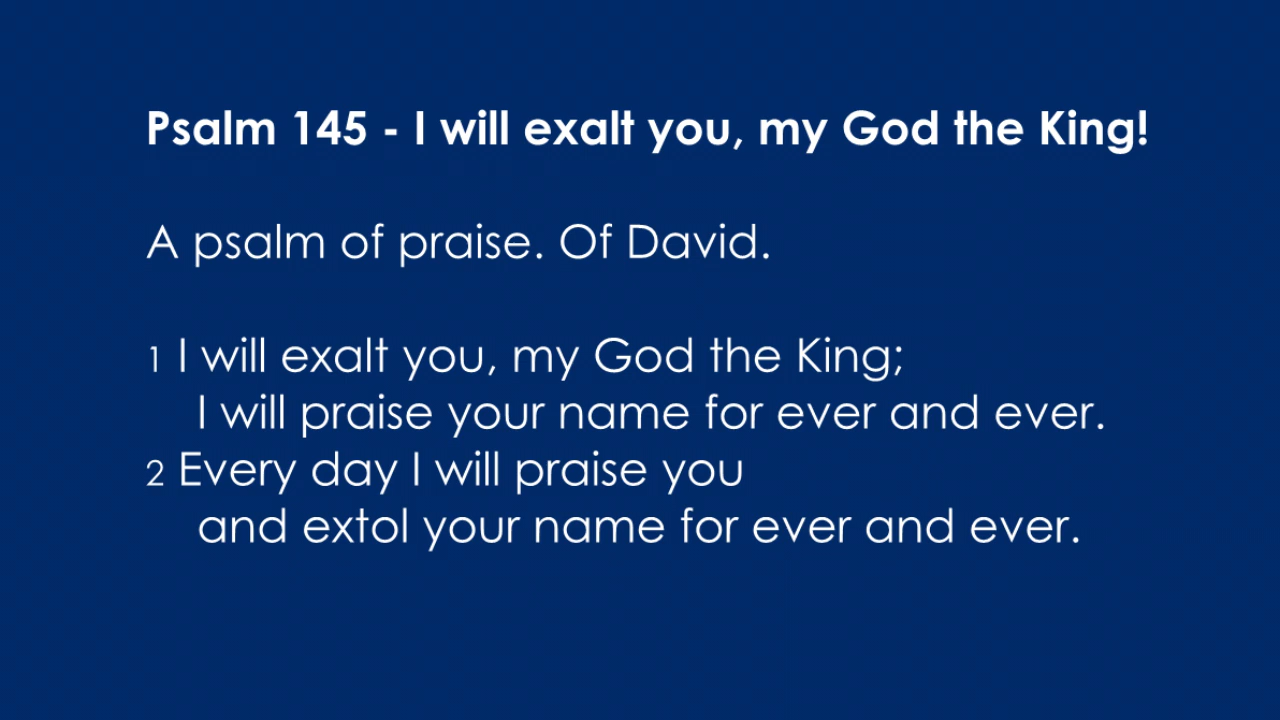 Psalm 145 - I will exalt you, my God the King!
A psalm of praise. Of David.
1 I will exalt you, my God the King;
I will praise your name for ever and ever.
2 Every day I will praise you
and extol your name for ever and ever.